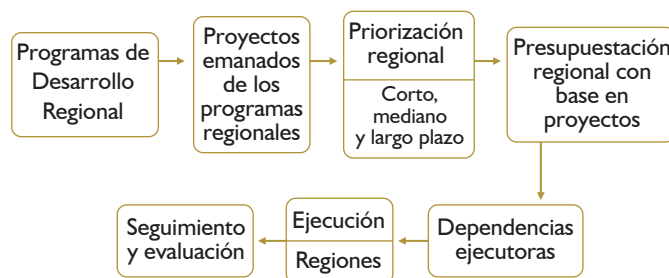 Programas de
Desarrollo
Regional
Proyectos
emanados
de los
programas
regionales
Priorización
regional
Corto,
mediano
y largo plazo
Presupuestación
regional con
base en
proyectos
Dependencias
ejecutoras
Ejecución
Regiones
Seguimiento
y evaluación